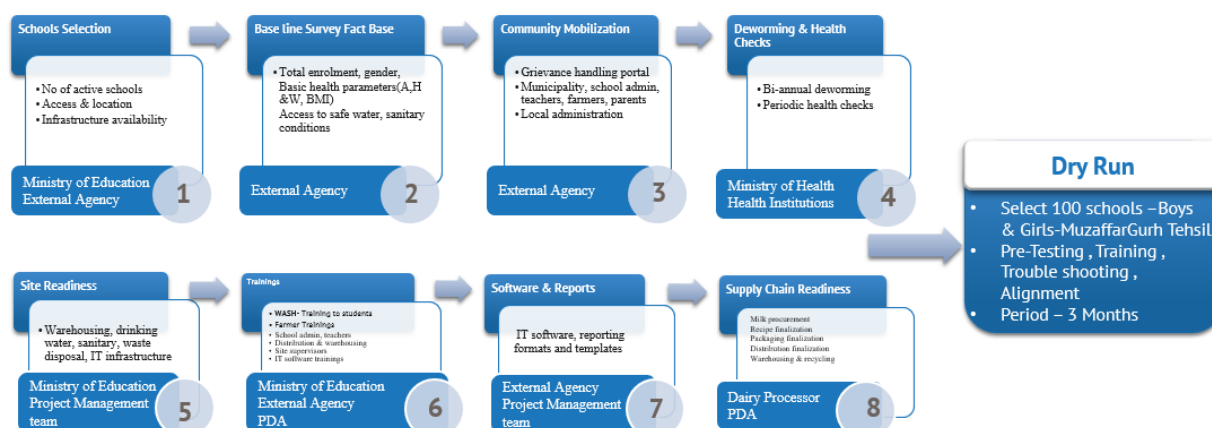 Schools Selection
• No of active schools
• Access & location
• Infrastructure availability
Ministry of Education
External Agency
1
Base line Survey Fact Base
• Total enrolment, gender,
Basic health parameters(A,H
&W, BMI)
Access to safe water, sanitary
conditions
External Agency
2
Community Mobilization
• Grievance handling portal
• Municipality, school admin,
teachers, farmers, parents
• Local administration
External Agency
3
Deworming & Health
Checks
• Bi-annual deworming
• Periodic health checks
Ministry of Health
Health Institutions
4
Site Readiness
• Warehousing, drinking
water, sanitary, waste
disposal, IT infrastructure
Ministry of Education
Project Management
team
5
Trainings
• WASH- Training to students
• Farmer Trainings
• School admin, teachers
• Distribution & warehousing
• Site supervisors
• IT software trainings
Ministry of Education
External Agency
PDA
6
Software & Reports
IT software, reporting
formats and templates
External Agency
Project Management
team
7
Supply Chain Readiness
Milk procurement
Recipe finalization
Packaging finalization
Distribution finalization
Warehousing & recycling
Dairy Processor
PDA
8
Dry Run
• Select 100 schools –Boys
& Girls-MuzaffarGurh Tehsil
• Pre-Testing , Training ,
Trouble shooting ,
Alignment
• Period – 3 Months